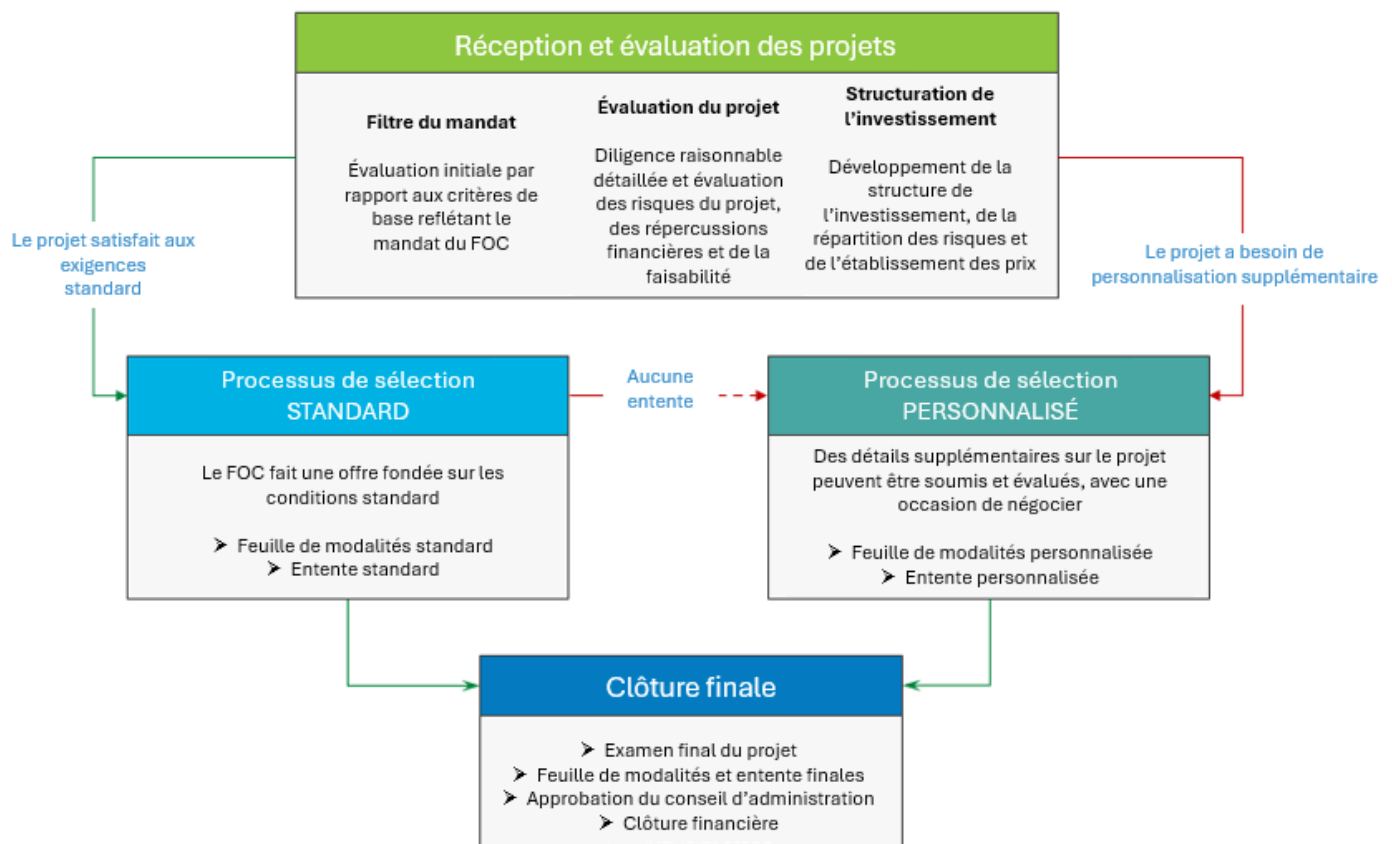 Réception et évaluation des projets
Filtre du mandat
Évaluation initiale par
rapport aux critères de
base reflétant le
mandat du FOC
Évaluation du projet
Diligence raisonnable
détaillée et évaluation
des risques du projet,
des répercussions
financières et de la
faisabilité
Structuration de
l'investissement
Développement de la
structure de
l'investissement, de la
répartition des risques et
de l'établissement des prix
Le projet satisfait aux
exigences
standard
Le projet a besoin de
personnalisation supplémentaire
Processus de sélection
STANDARD
Le FOC fait une offre fondée sur les
conditions standard
➤ Feuille de modalités standard
➤ Entente standard
Aucune
entente
Processus de sélection
PERSONNALISÉ
Des détails supplémentaires sur le projet
peuvent être soumis et évalués, avec une
occasion de négocier
➤ Feuille de modalités personnalisée
➤ Entente personnalisée
Clôture finale
➤ Examen final du projet
➤ Feuille de modalités et entente finales
➤ Approbation du conseil d'administration
➤ Clôture financière